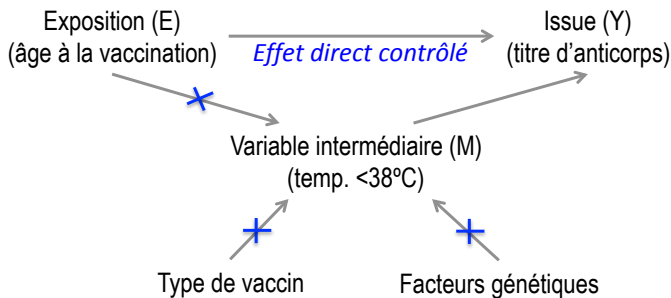 Exposition (E)
(âge à la vaccination)
Effet direct contrôlé
Issue (Y)
(titre d'anticorps)
Variable intermédiaire (M)
(temp. <38ºC)
Type de vaccin
Facteurs génétiques